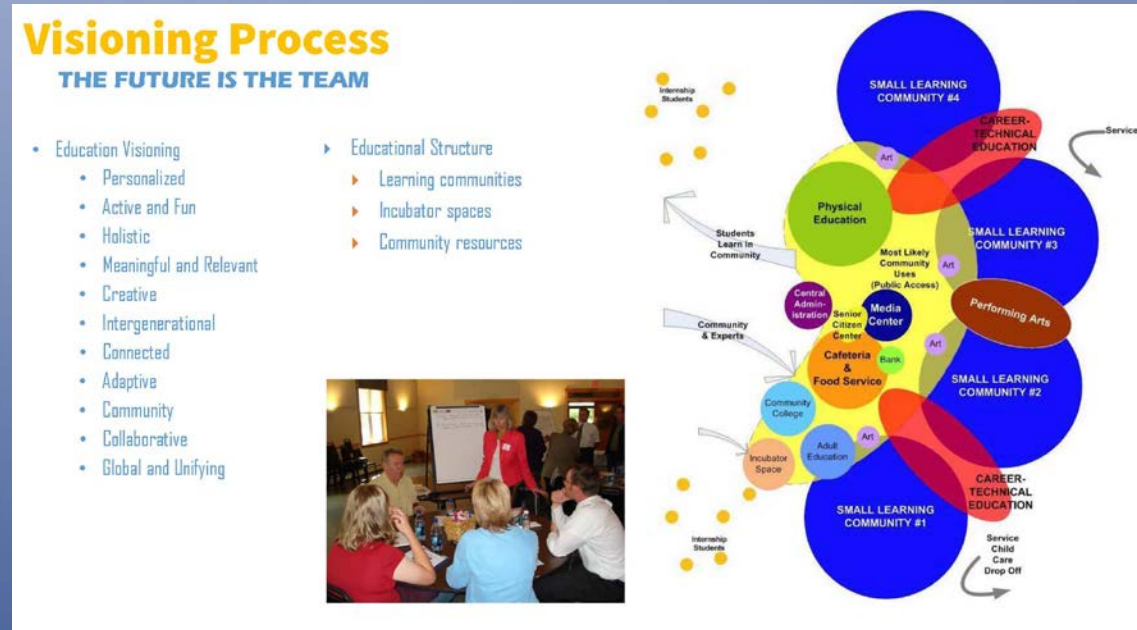 Visioning Process
THE FUTURE IS THE TEAM
• Education Visioning
• Personalized
• Active and Fun
• Holistic
• Meaningful and Relevant
• Creative
• Intergenerational
• Connected
• Adaptive
• Community
• Collaborative
• Global and Unifying
Educational Structure
Learning communities
Incubator spaces
Community resources
Internship
Students
SMALL LEARNING
COMMUNITY #4
CAREER-
TECHNICAL
EDUCATION
Service
Art
Physical
Education
Students
Learn in
Community
SMALL LEARNING
COMMUNITY #3
Most Likely
Community
Uses
(Public Access)
Art
Central
Admin-
istration
Senior
Citizen
Center
Media
Center
Performing Arts
Community
& Experts
Art
Bank
Cafeteria
&
Food Service
SMALL LEARNING
COMMUNITY #2
Community
College
Art
Adult
Education
Incubator
Space
CAREER-
TECHNICAL
EDUCATION
SMALL LEARNING
COMMUNITY #1
Internship
Students
Service
Child
Care
Drop Off